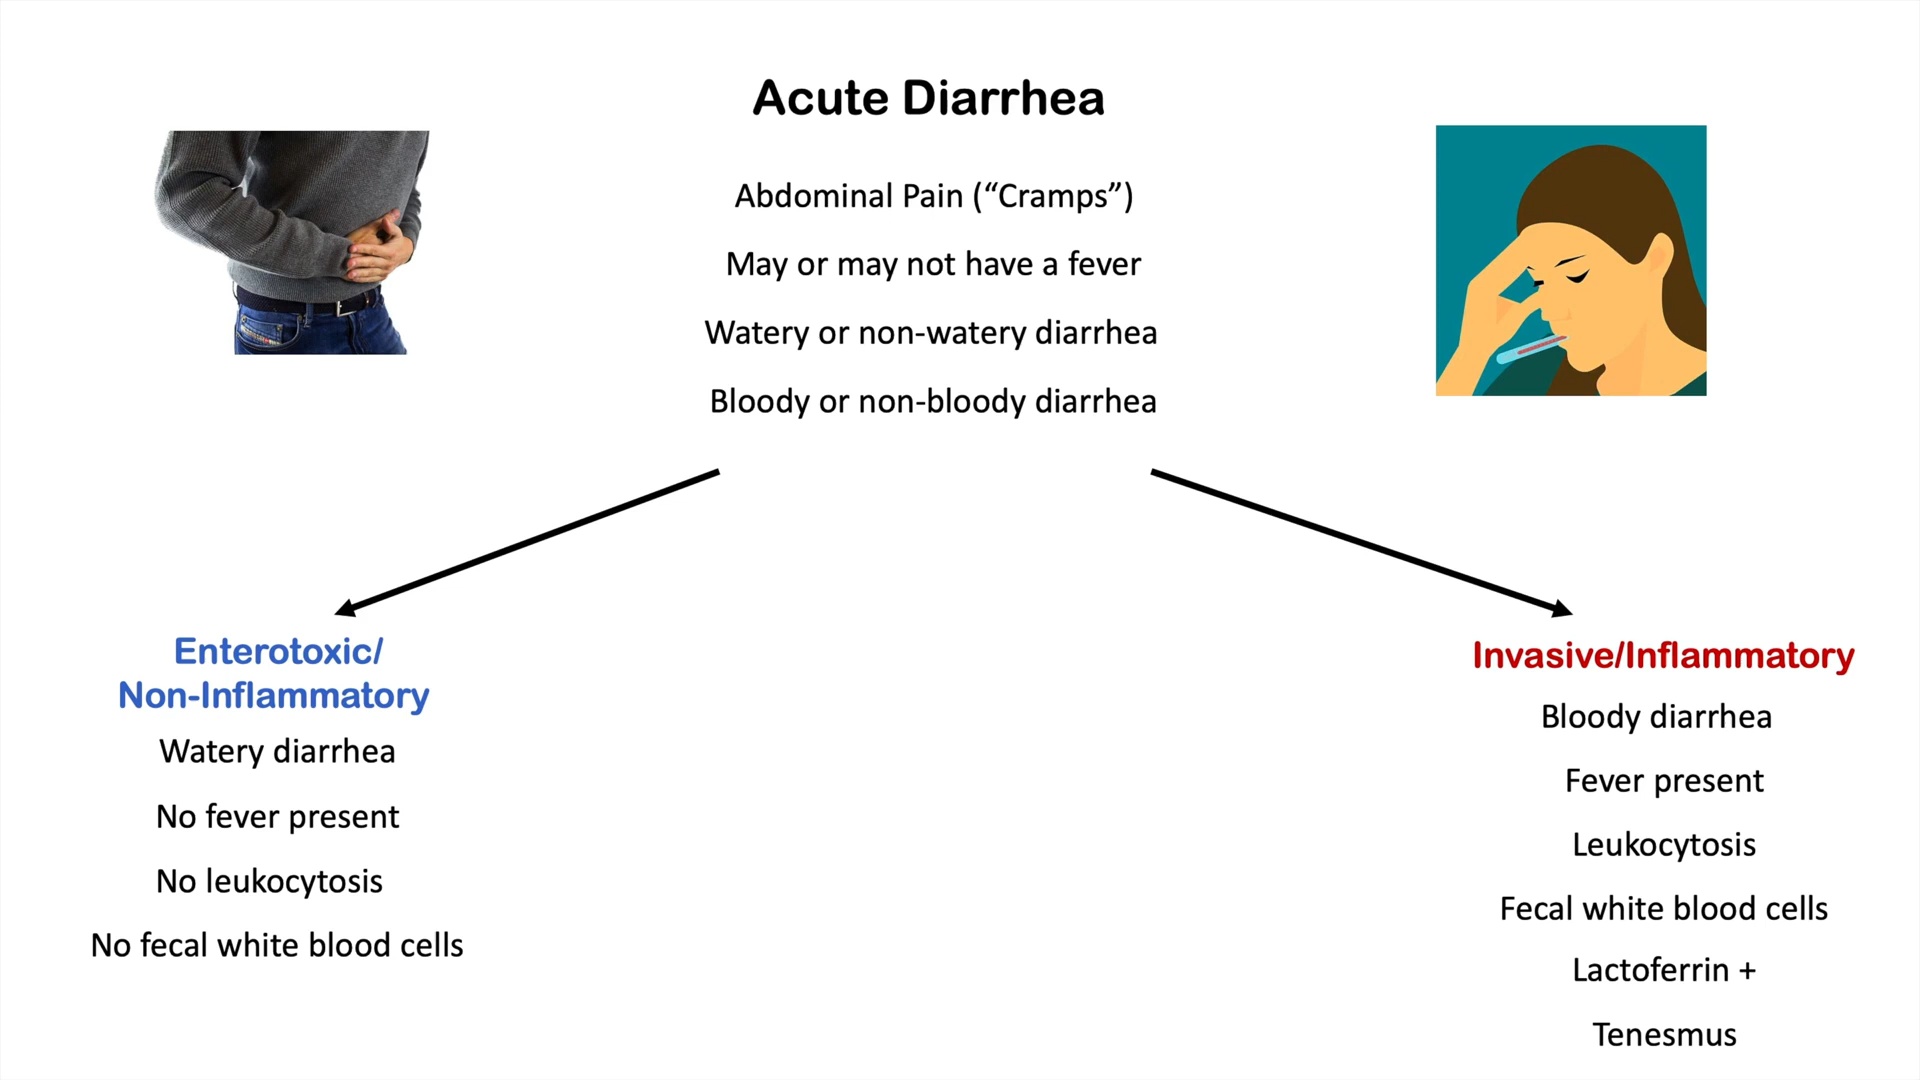 Acute Diarrhea
Abdominal Pain (“Cramps”)
May or may not have a fever
Watery or non-watery diarrhea
Bloody or non-bloody diarrhea
Enterotoxic/
Non-Inflammatory
Watery diarrhea
No fever present
No leukocytosis
No fecal white blood cells
Invasive/Inflammatory
Bloody diarrhea
Fever present
Leukocytosis
Fecal white blood cells
Lactoferrin +
Tenesmus